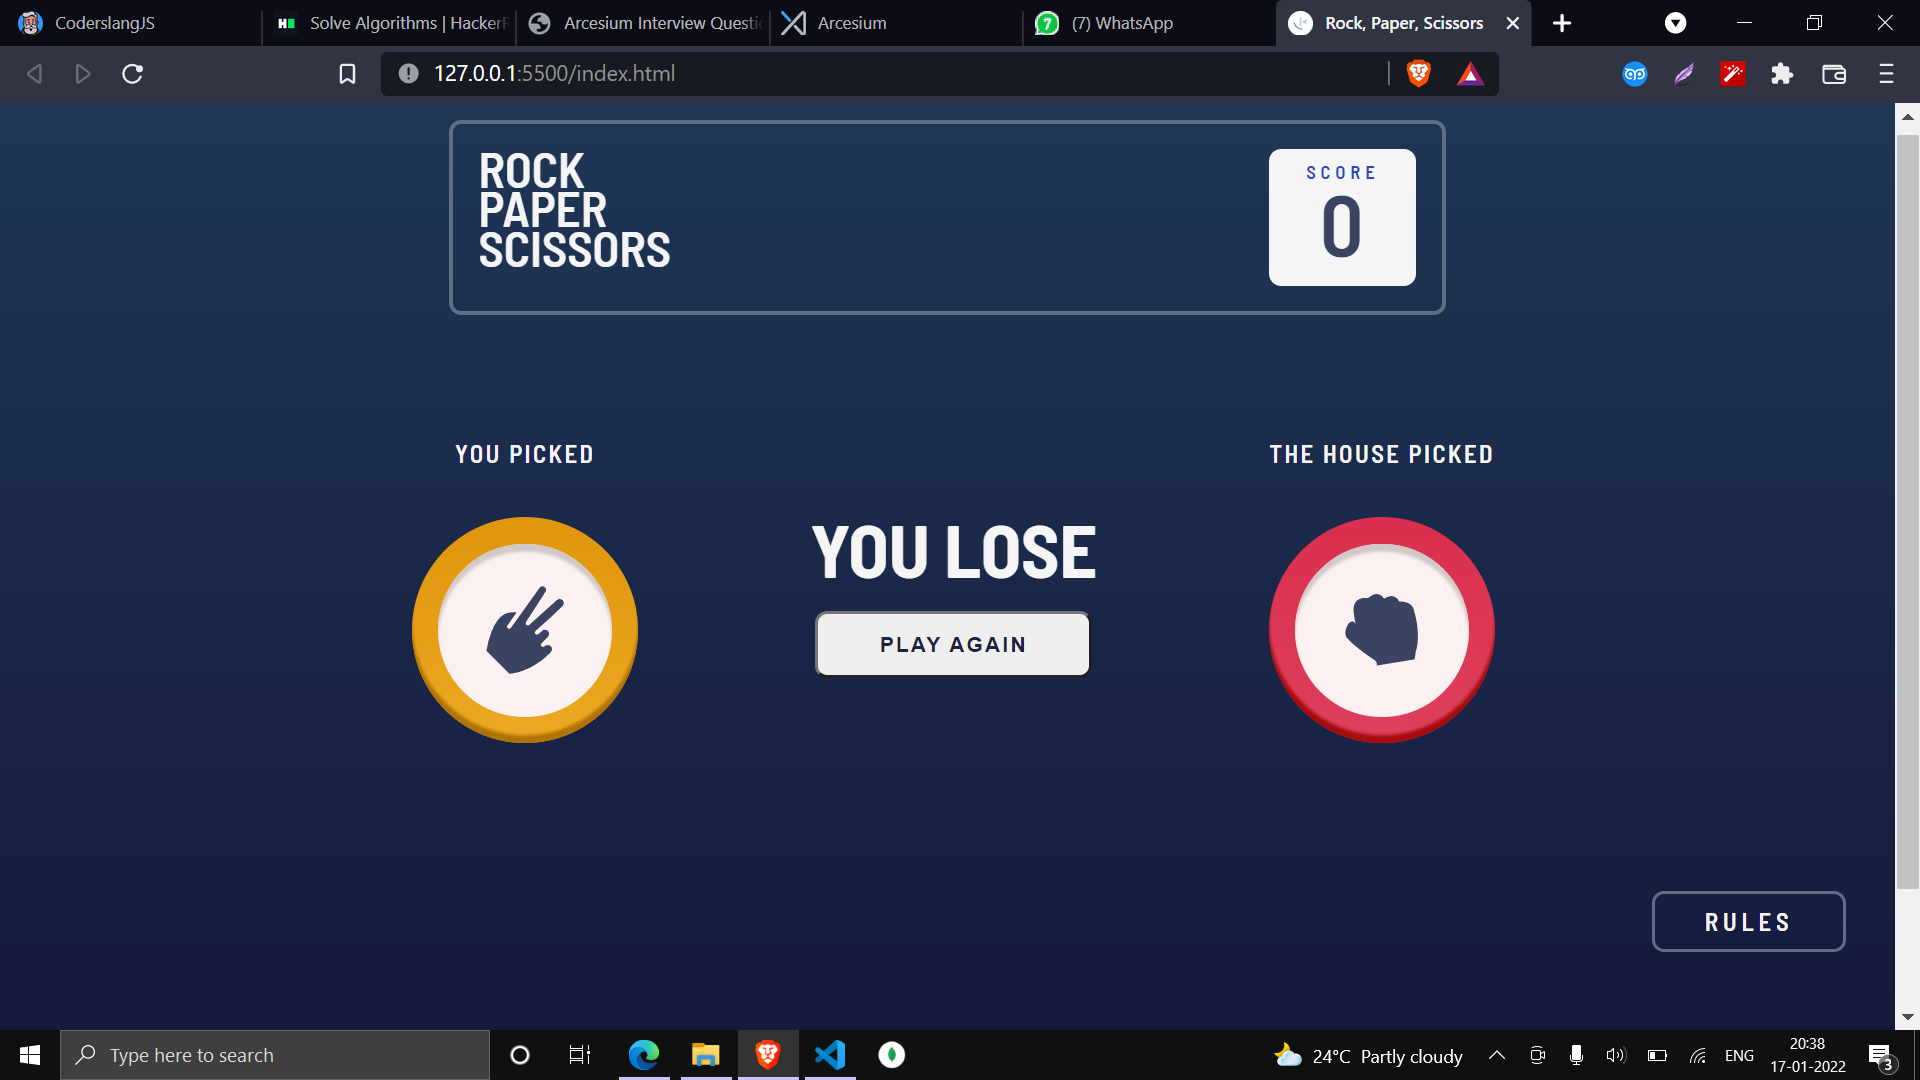 CoderslangJS
Solve Algorithms | HackerR
Arcesium Interview Questi
Arcesium
(7) WhatsApp
Rock, Paper, Scissors
127.0.0.1:5500/index.html
ROCK
PAPER
SCISSORS
SCORE
0
YOU PICKED
THE HOUSE PICKED
YOU LOSE
PLAY AGAIN
RULES
Type here to search
24°C Partly cloudy
ENG
20:38
17-01-2022
3